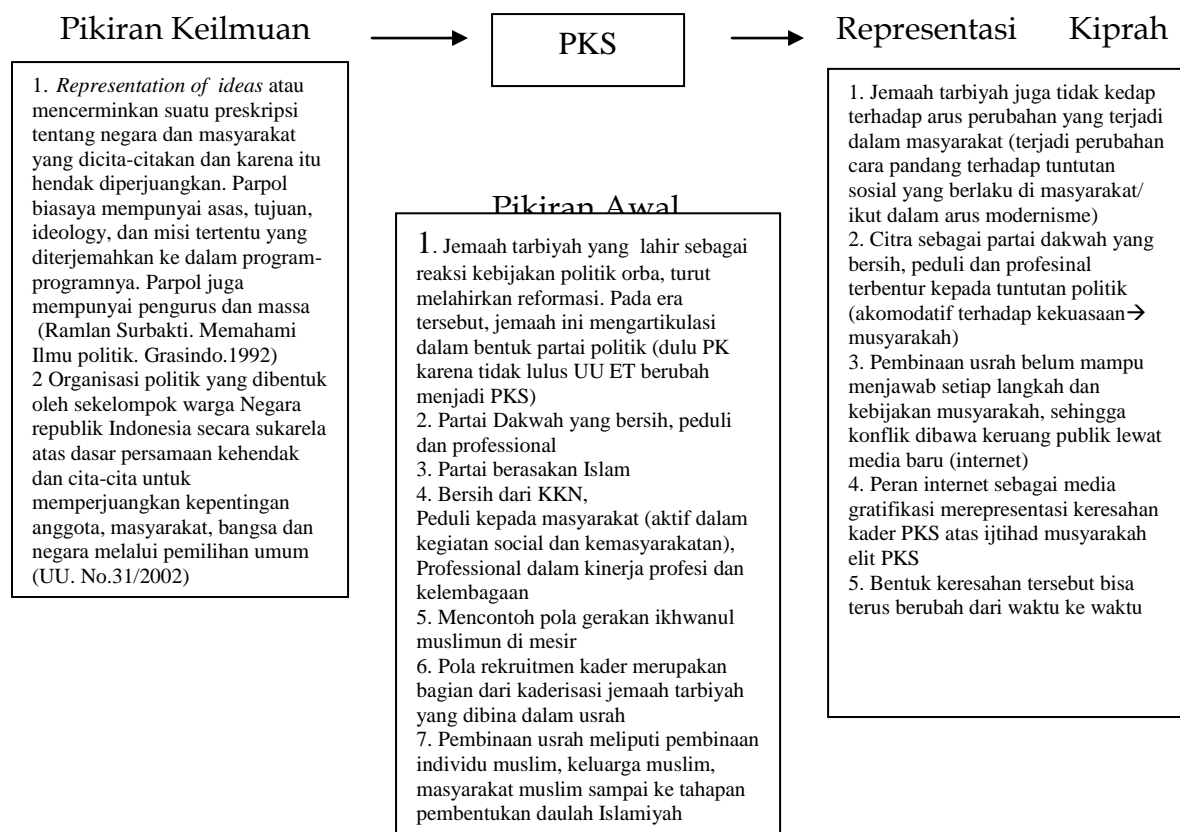 Pikiran Keilmuan
1. Representation of ideas atau
mencerminkan suatu preskripsi
tentang negara dan masyarakat
yang dicita-citakan dan karena itu
hendak diperjuangkan. Parpol
biasaya mempunyai asas, tujuan,
ideology, dan misi tertentu yang
diterjemahkan ke dalam program-
programnya. Parpol juga
mempunyai pengurus dan massa
(Ramlan Surbakti. Memahami
Ilmu politik. Grasindo.1992)
2 Organisasi politik yang dibentuk
oleh sekelompok warga Negara
republik Indonesia secara sukarela
atas dasar persamaan kehendak
dan cita-cita untuk
memperjuangkan kepentingan
anggota, masyarakat, bangsa dan
negara melalui pemilihan umum
(UU. No.31/2002)
PKS
Pikiran Awal
1. Jemaah tarbiyah yang lahir sebagai
reaksi kebijakan politik orba, turut
melahirkan reformasi. Pada era
tersebut, jemaah ini mengartikulasi
dalam bentuk partai politik (dulu PK
karena tidak lulus UU ET berubah
menjadi PKS)
2. Partai Dakwah yang bersih, peduli
dan professional
3. Partai berasakan Islam
4. Bersih dari KKN,
Peduli kepada masyarakat (aktif dalam
kegiatan social dan kemasyarakatan),
Professional dalam kinerja profesi dan
kelembagaan
5. Mencontoh pola gerakan ikhwanul
muslimun di mesir
6. Pola rekruitmen kader merupakan
bagian dari kaderisasi jemaah tarbiyah
yang dibina dalam usrah
7. Pembinaan usrah meliputi pembinaan
individu muslim, keluarga muslim,
masyarakat muslim sampai ke tahapan
pembentukan daulah Islamiyah
Representasi Kiprah
1. Jemaah tarbiyah juga tidak kedap
terhadap arus perubahan yang terjadi
dalam masyarakat (terjadi perubahan
cara pandang terhadap tuntutan
sosial yang berlaku di masyarakat/
ikut dalam arus modernisme)
2. Citra sebagai partai dakwah yang
bersih, peduli dan profesinal
terbentur kepada tuntutan politik
(akomodatif terhadap kekuasaan→
musyarakah)
3. Pembinaan usrah belum mampu
menjawab setiap langkah dan
kebijakan musyarakah, sehingga
konflik dibawa keruang publik lewat
media baru (internet)
4. Peran internet sebagai media
gratifikasi merepresentasi keresahan
kader PKS atas ijtihad musyarakah
elit PKS
5. Bentuk keresahan tersebut bisa
terus berubah dari waktu ke waktu